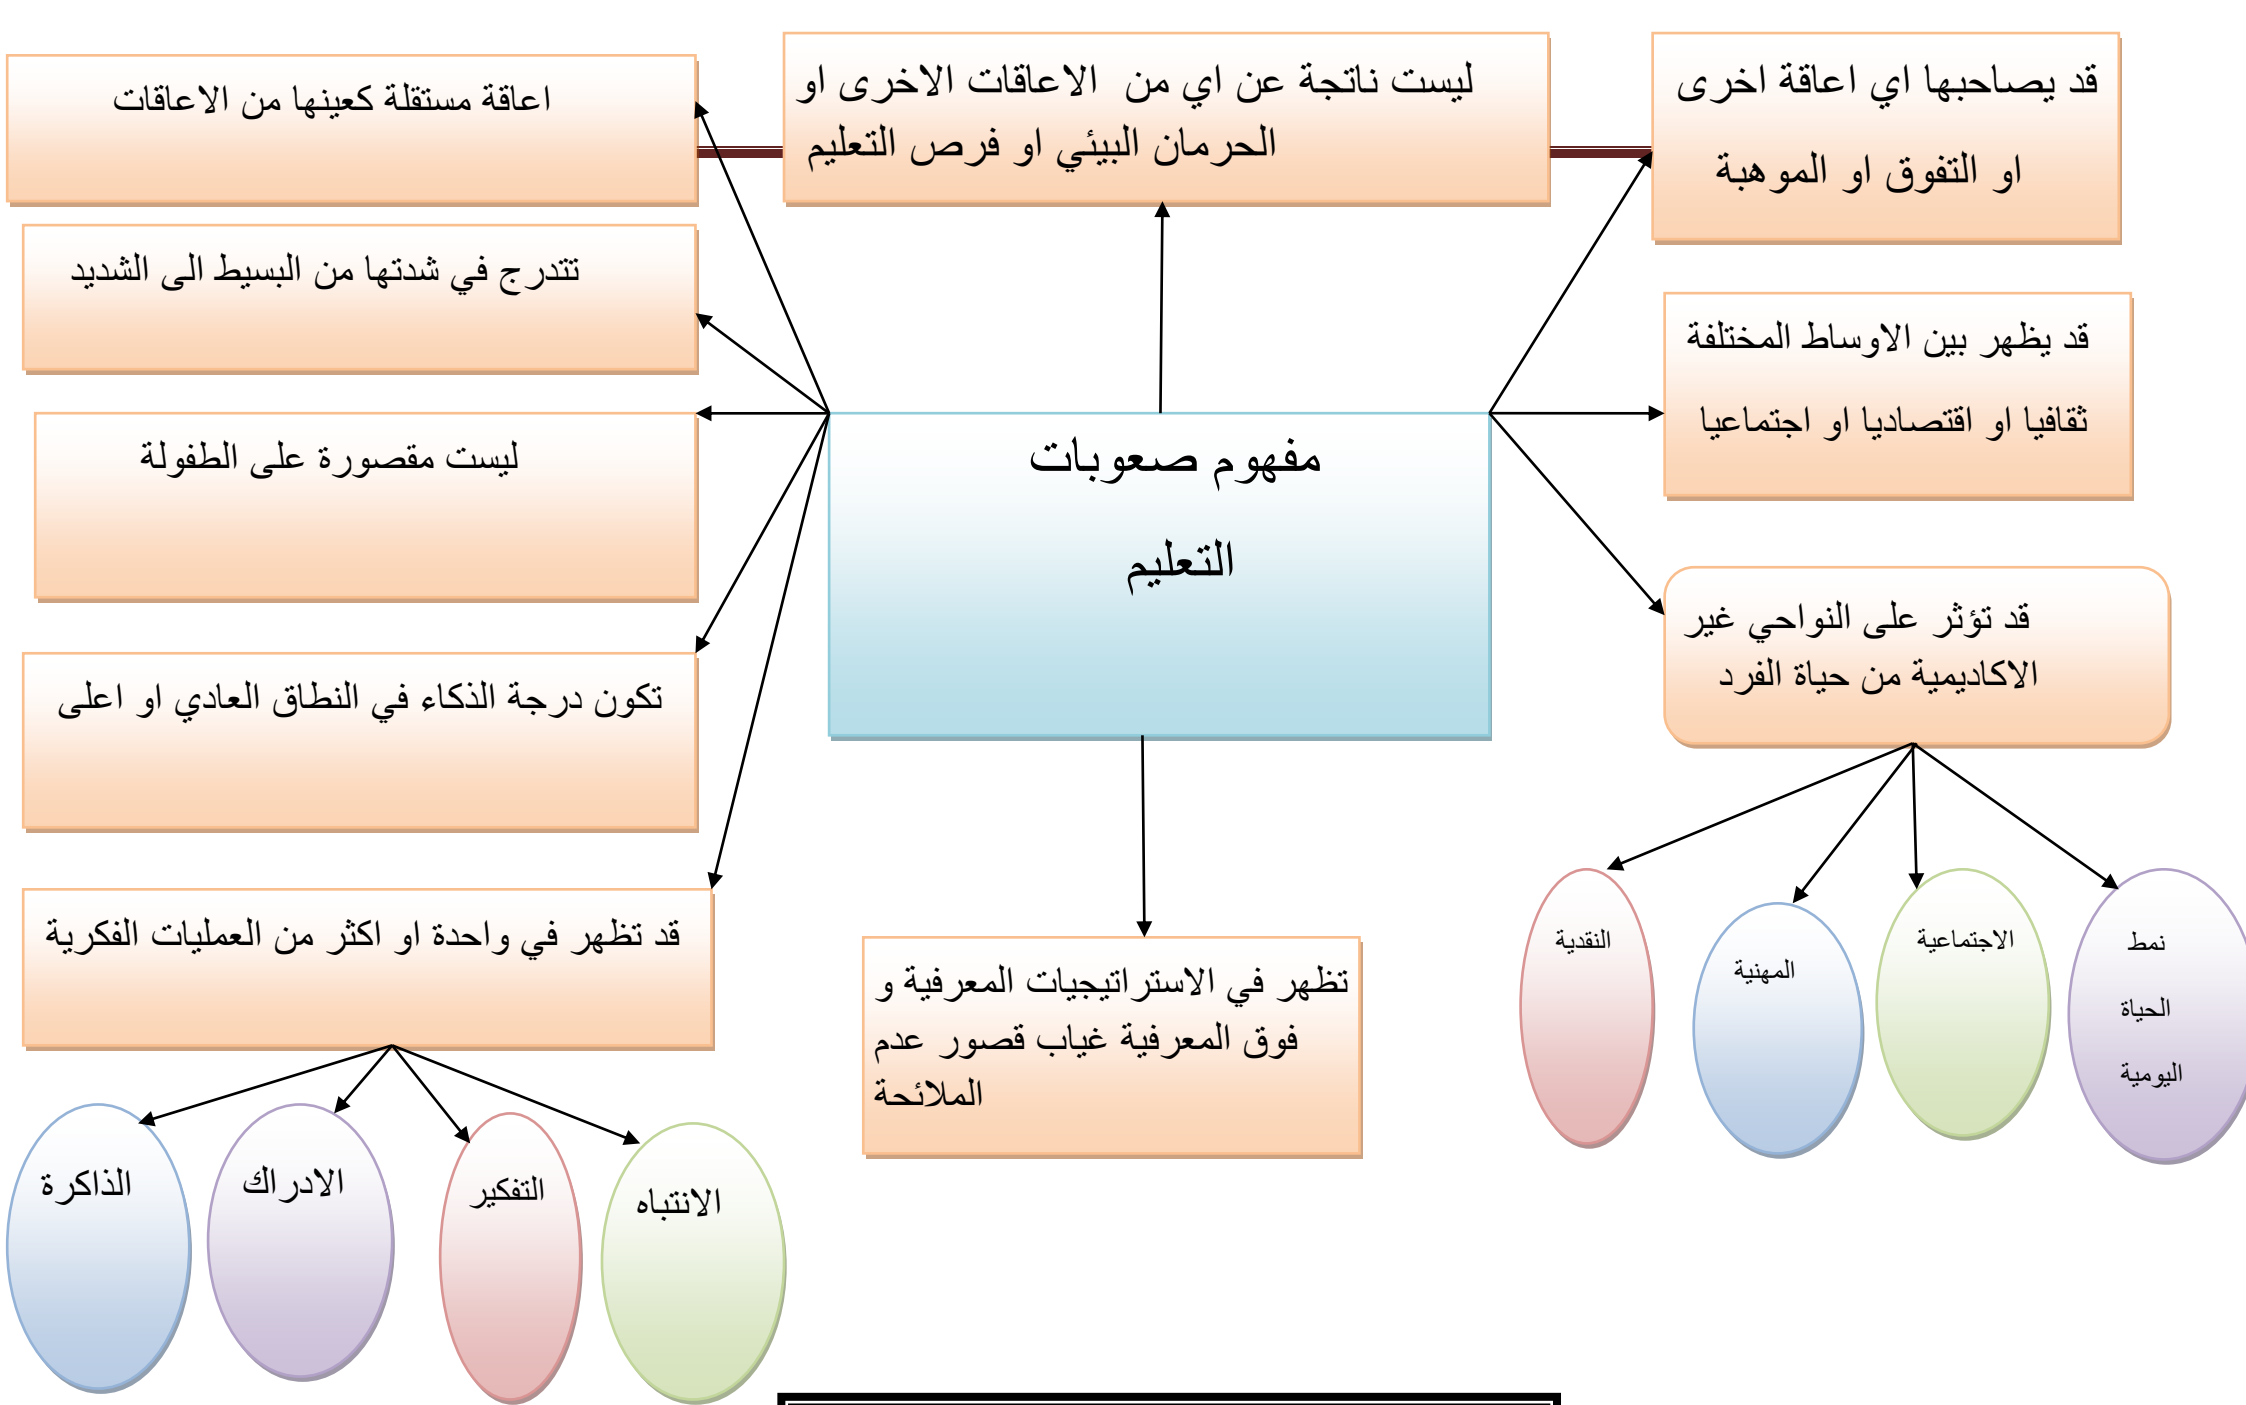 قد يصاحبها اي اعاقة اخرى
او التفوق او الموهبة
ليست ناتجة عن اي من الاعاقات الاخرى او
الحرمان البيئي او فرص التعليم
اعاقة مستقلة كعينها من الاعاقات
تتدرج في شدتها من البسيط الى الشديد
قد يظهر بين الاوساط المختلفة
ثقافيا او اقتصاديا او اجتماعيا
مفهوم صعوبات
التعليم
ليست مقصورة على الطفولة
قد تؤثر على النواحي غير
الاكاديمية من حياة الفرد
تكون درجة الذكاء في النطاق العادي او اعلى
نمط
الحياة
اليومية
الاجتماعية
المهنية
النقدية
تظهر في الاستراتيجيات المعرفية و
فوق المعرفية غياب قصور عدم
الملائحة
قد تظهر في واحدة او اكثر من العمليات الفكرية
الانتباه
التفكير
الادراك
الذاكرة